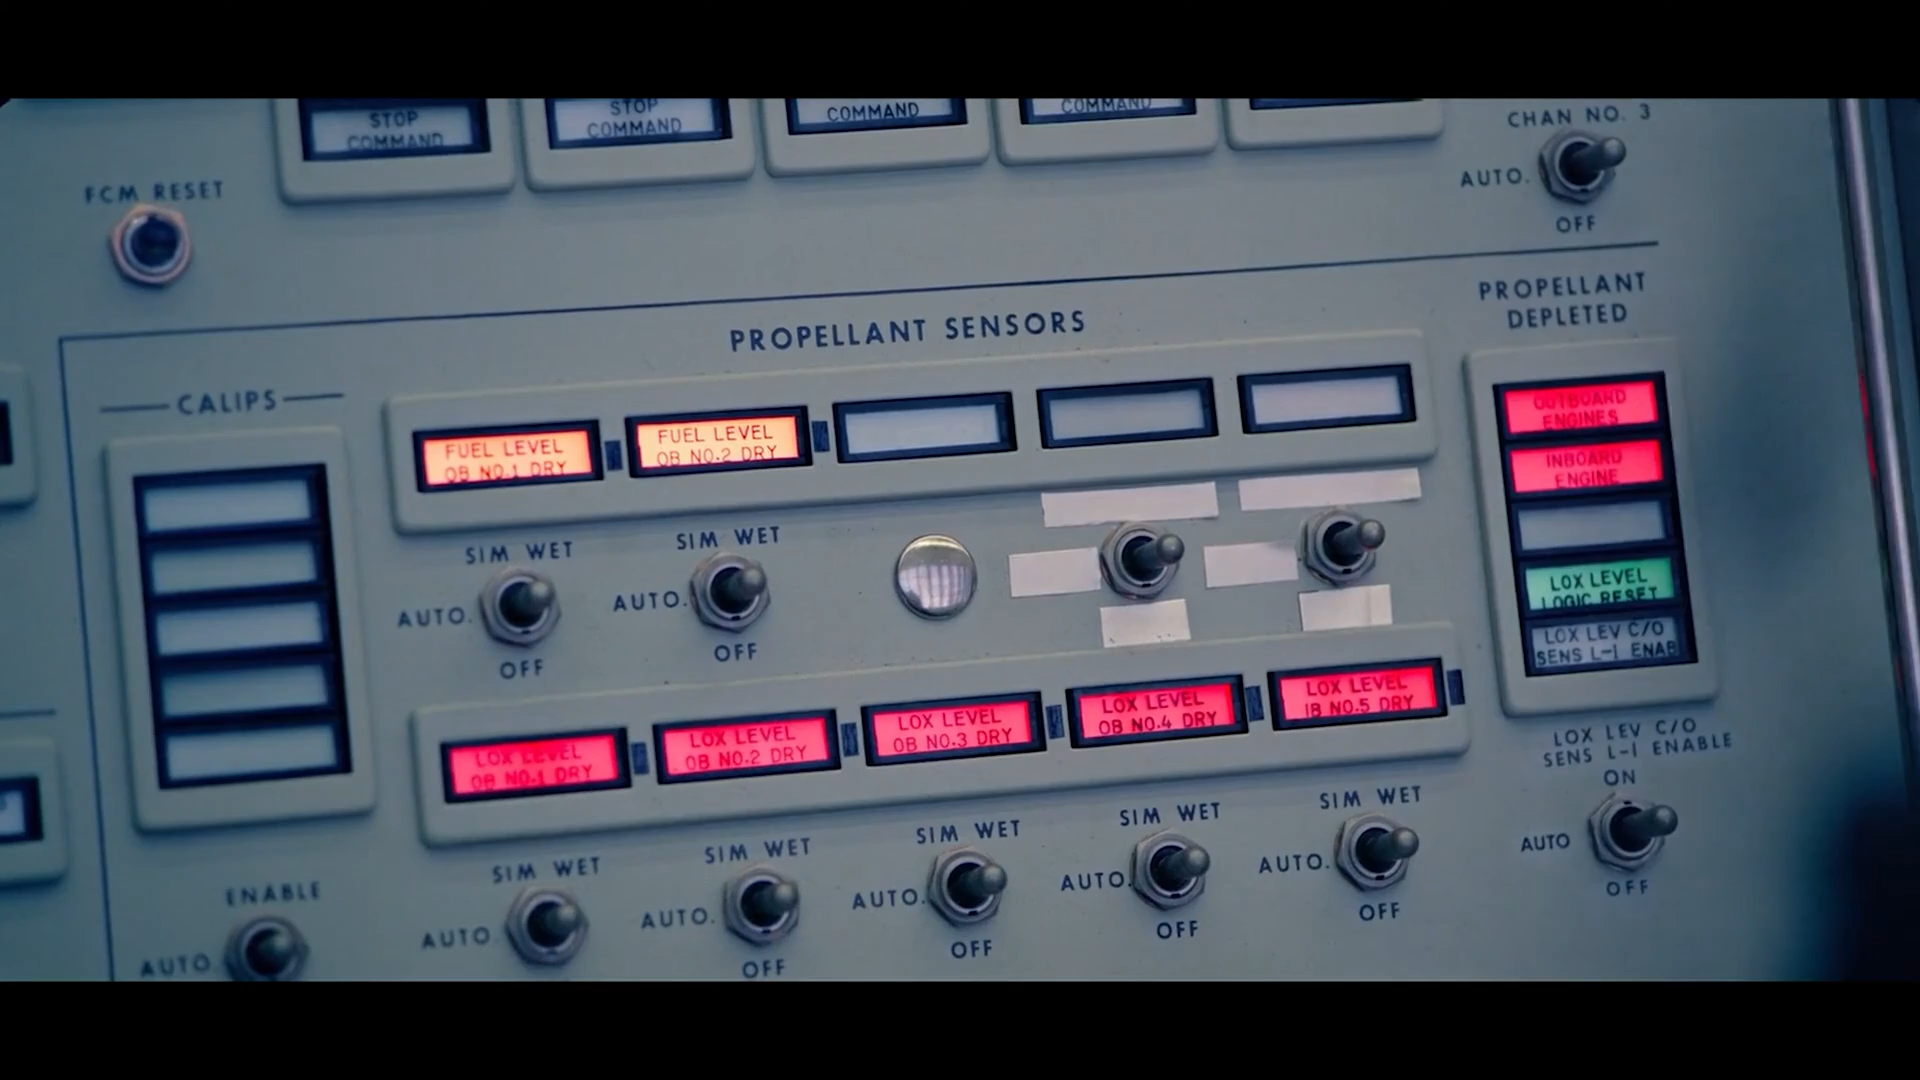 STOP
COMMAND
STOP
COMMAND
COMMAND
COMMAND
CHAN NO. 3
AUTO.
OFF
FCM RESET
PROPELLANT SENSORS
PROPELLANT
DEPLETED
CALIPS
FUEL LEVEL
OB NO.1 DRY
FUEL LEVEL
OB NO.2 DRY
OUTBOARD
ENGINES
INBOARD
ENGINE
LOX LEVEL
LOGIC RESET
LOX LEV C/O
SENS L-I ENAB
SIM WET
AUTO.
OFF
SIM WET
AUTO.
OFF
LOX LEVEL
OB NO.1 DRY
LOX LEVEL
OB NO.2 DRY
LOX LEVEL
OB NO.3 DRY
LOX LEVEL
OB NO.4 DRY
LOX LEVEL
IB NO.5 DRY
LOX LEV C/O
SENS L-I ENABLE
ON
AUTO
OFF
ENABLE
AUTO
SIM WET
AUTO
SIM WET
AUTO.
OFF
SIM WET
AUTO.
OFF
SIM WET
AUTO.
OFF
SIM WET
AUTO.
OFF